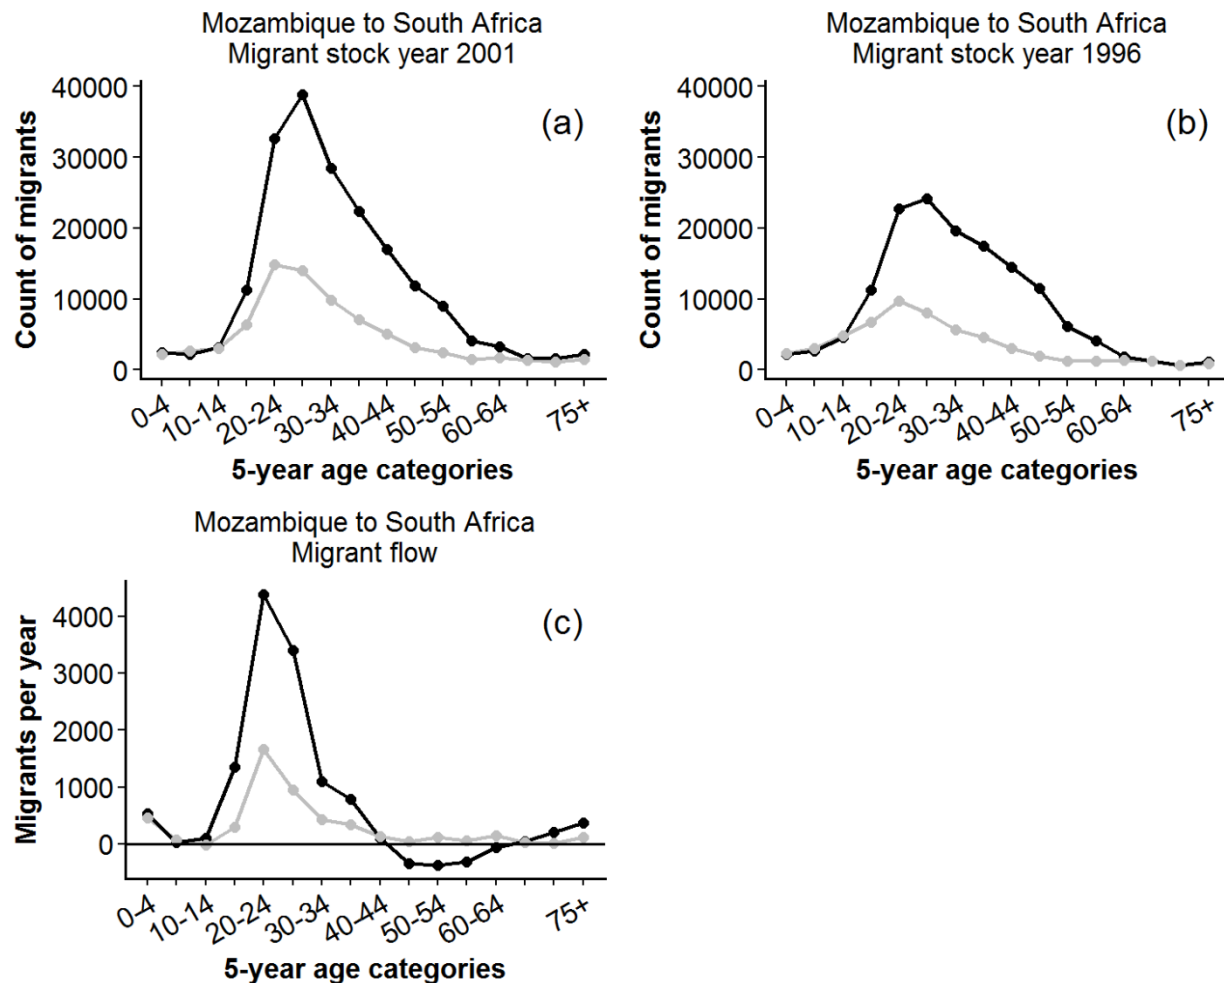 Mozambique to South Africa
Migrant stock year 2001
(a)
Count of migrants
40000
30000
20000
10000
0
0-4
10-14
20-24
30-34
40-44
50-54
60-64
75+
5-year age categories
Mozambique to South Africa
Migrant stock year 1996
(b)
Count of migrants
40000
30000
20000
10000
0
0-4
10-14
20-24
30-34
40-44
50-54
60-64
75+
5-year age categories
Mozambique to South Africa
Migrant flow
(c)
Migrants per year
4000
3000
2000
1000
0
0-4
10-14
20-24
30-34
40-44
50-54
60-64
75+
5-year age categories